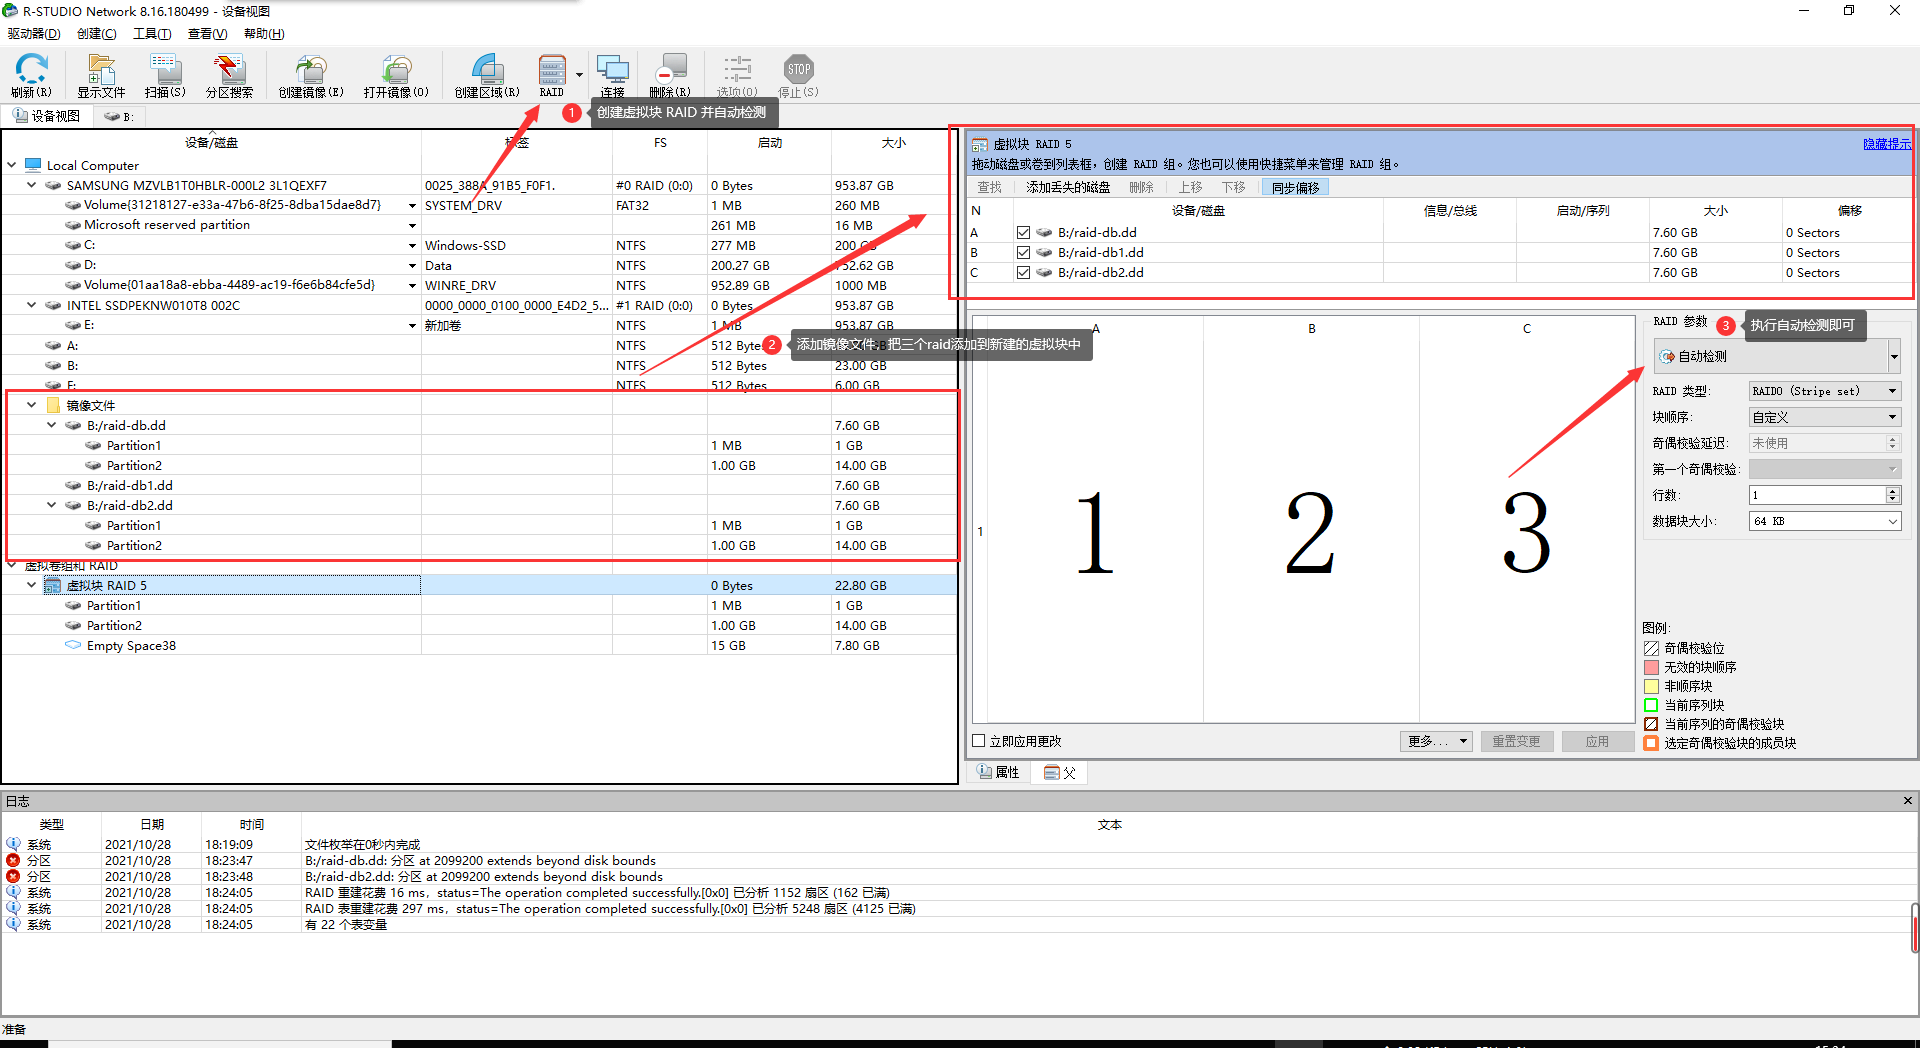 R-STUDIO Network 8.16.180499 - 设备视图
驱动器(D) 创建(C) 工具(T) 查看(V) 帮助(H)
刷新(R) 显示文件 扫描(S) 分区搜索 创建镜像(E) 打开镜像(O) 创建区域(R) RAID 连接 删除(R) 选项(O) 停止(S)
STOP
1 创建虚拟块 RAID 并自动检测
设备视图 B:
设备/磁盘 标签 FS 启动 大小
Local Computer
SAMSUNG MZVLB1T0HBLR-000L2 3L1QEXF7 0025_388A_91B5_F0F1. #0 RAID (0:0) 0 Bytes 953.87 GB
Volume{31218127-e33a-47b6-8f25-8dba15dae8d7} SYSTEM_DRV FAT32 1 MB 260 MB
Microsoft reserved partition 261 MB 16 MB
C: Windows-SSD NTFS 277 MB 200 GB
D: Data NTFS 200.27 GB 752.62 GB
Volume{01aa18a8-ebba-4489-ac19-f6e6b84cfe5d} WINRE_DRV NTFS 952.89 GB 1000 MB
INTEL SSDPEKNW010T8 002C 0000_0000_0100_0000_E4D2_5... #1 RAID (0:0) 0 Bytes 953.87 GB
E: 新加卷 NTFS 1 MB 953.87 GB
A: NTFS 512 Bytes
2 添加镜像文件，把三个raid添加到新建的虚拟块中
B: NTFS 512 Bytes 23.00 GB
F: NTFS 512 Bytes 6.00 GB
镜像文件
B:/raid-db.dd 7.60 GB
Partition1 1 MB 1 GB
Partition2 1.00 GB 14.00 GB
B:/raid-db1.dd 7.60 GB
B:/raid-db2.dd 7.60 GB
Partition1 1 MB 1 GB
Partition2 1.00 GB 14.00 GB
虚拟卷组和 RAID
虚拟块 RAID 5 0 Bytes 22.80 GB
Partition1 1 MB 1 GB
Partition2 1.00 GB 14.00 GB
Empty Space38 15 GB 7.80 GB
虚拟块 RAID 5 隐藏提示
拖动磁盘或卷到列表框，创建 RAID 组。您也可以使用快捷菜单来管理 RAID 组。
查找 添加丢失的磁盘 删除 上移 下移 同步偏移
N 设备/磁盘 信息/总线 启动/序列 大小 偏移
A B:/raid-db.dd 7.60 GB 0 Sectors
B B:/raid-db1.dd 7.60 GB 0 Sectors
C B:/raid-db2.dd 7.60 GB 0 Sectors
A B C
1 1 2 3
RAID 参数 3 执行自动检测即可
自动检测
RAID 类型: RAID0 (Stripe set)
块顺序: 自定义
奇偶校验延迟: 未使用
第一个奇偶校验:
行数: 1
数据块大小: 64 KB
图例:
奇偶校验位
无效的块顺序
非顺序块
当前序列块
当前序列的奇偶校验块
选定奇偶校验块的成员块
立即应用更改 更多... 重置变更 应用
属性 父
日志
类型 日期 时间 文本
系统 2021/10/28 18:19:09 文件枚举在0秒内完成
分区 2021/10/28 18:23:47 B:/raid-db.dd: 分区 at 2099200 extends beyond disk bounds
分区 2021/10/28 18:23:48 B:/raid-db2.dd: 分区 at 2099200 extends beyond disk bounds
系统 2021/10/28 18:24:05 RAID 重建花费 16 ms, status=The operation completed successfully.[0x0] 已分析 1152 扇区 (162 已满)
系统 2021/10/28 18:24:05 RAID 表重建花费 297 ms, status=The operation completed successfully.[0x0] 已分析 5248 扇区 (4125 已满)
系统 2021/10/28 18:24:05 有 22 个表变量
准备